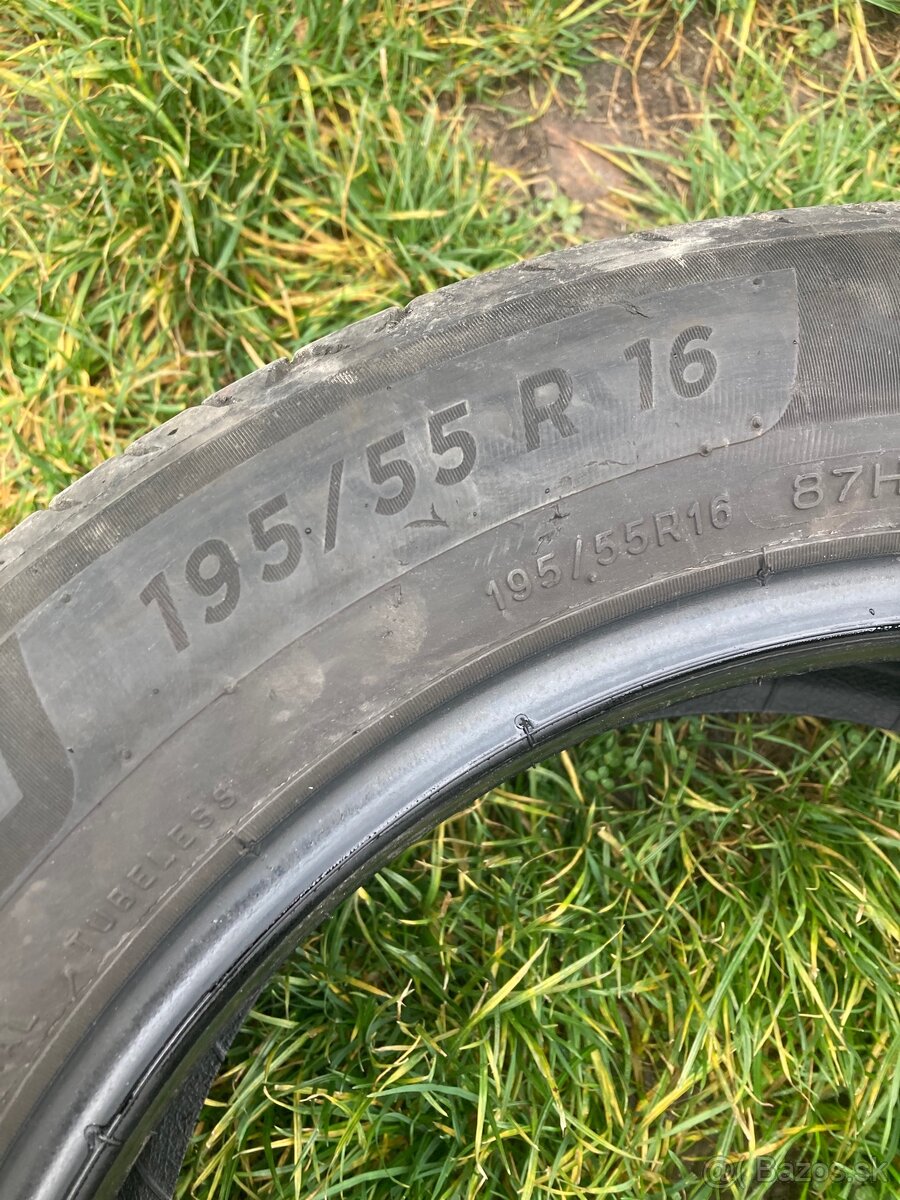 195/55 R 16
195/55R16 87H
TUBELESS
Bazos.sk